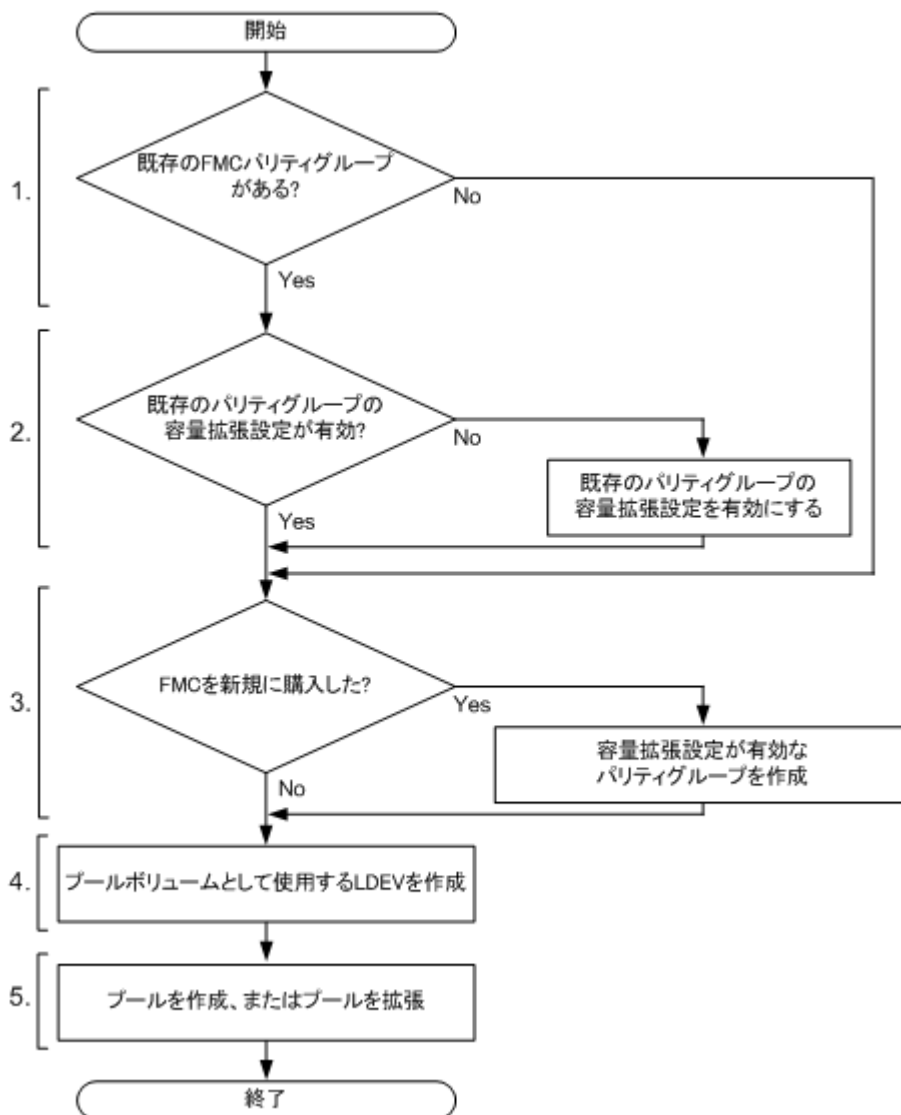 開始
1.
既存のFMCパリティグループ
がある?
No
Yes
2.
既存のパリティグループの
容量拡張設定が有効?
No
既存のパリティグループの
容量拡張設定を有効にする
Yes
3.
FMCを新規に購入した?
Yes
容量拡張設定が有効な
パリティグループを作成
No
4.
プールボリュームとして使用するLDEVを作成
5.
プールを作成、またはプールを拡張
終了